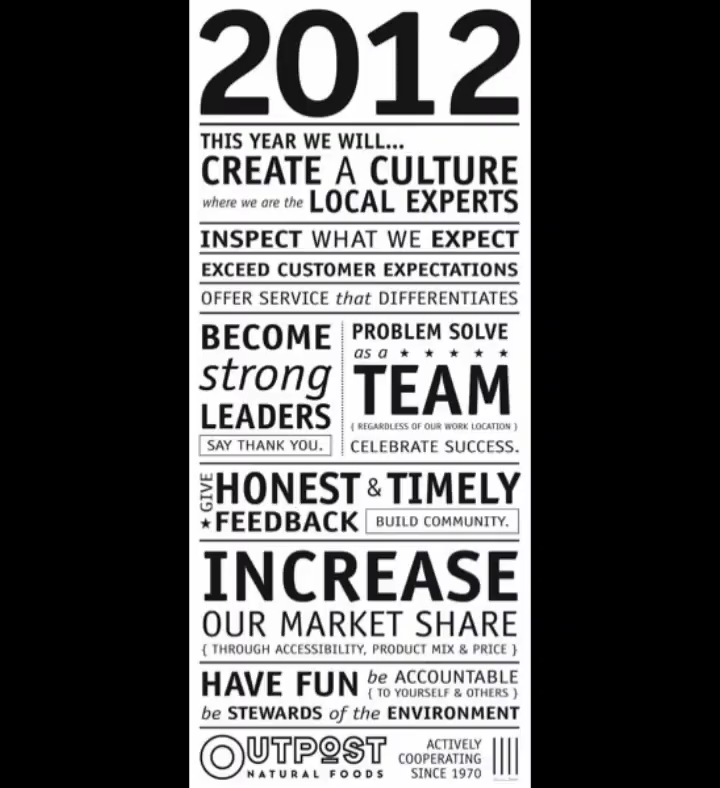 2012
THIS YEAR WE WILL...
CREATE A CULTURE
where we are the LOCAL EXPERTS
INSPECT WHAT WE EXPECT
EXCEED CUSTOMER EXPECTATIONS
OFFER SERVICE that DIFFERENTIATES
BECOME
strong
LEADERS
SAY THANK YOU.
PROBLEM SOLVE
as a ★ ★ ★ ★ ★
TEAM
{ REGARDLESS OF OUR WORK LOCATION }
CELEBRATE SUCCESS.
GIVE
HONEST & TIMELY
★ FEEDBACK
BUILD COMMUNITY.
INCREASE
OUR MARKET SHARE
{ THROUGH ACCESSIBILITY, PRODUCT MIX & PRICE }
HAVE FUN
be ACCOUNTABLE
{ TO YOURSELF & OTHERS }
be STEWARDS of the ENVIRONMENT
OUTPOST
NATURAL FOODS
ACTIVELY
COOPERATING
SINCE 1970